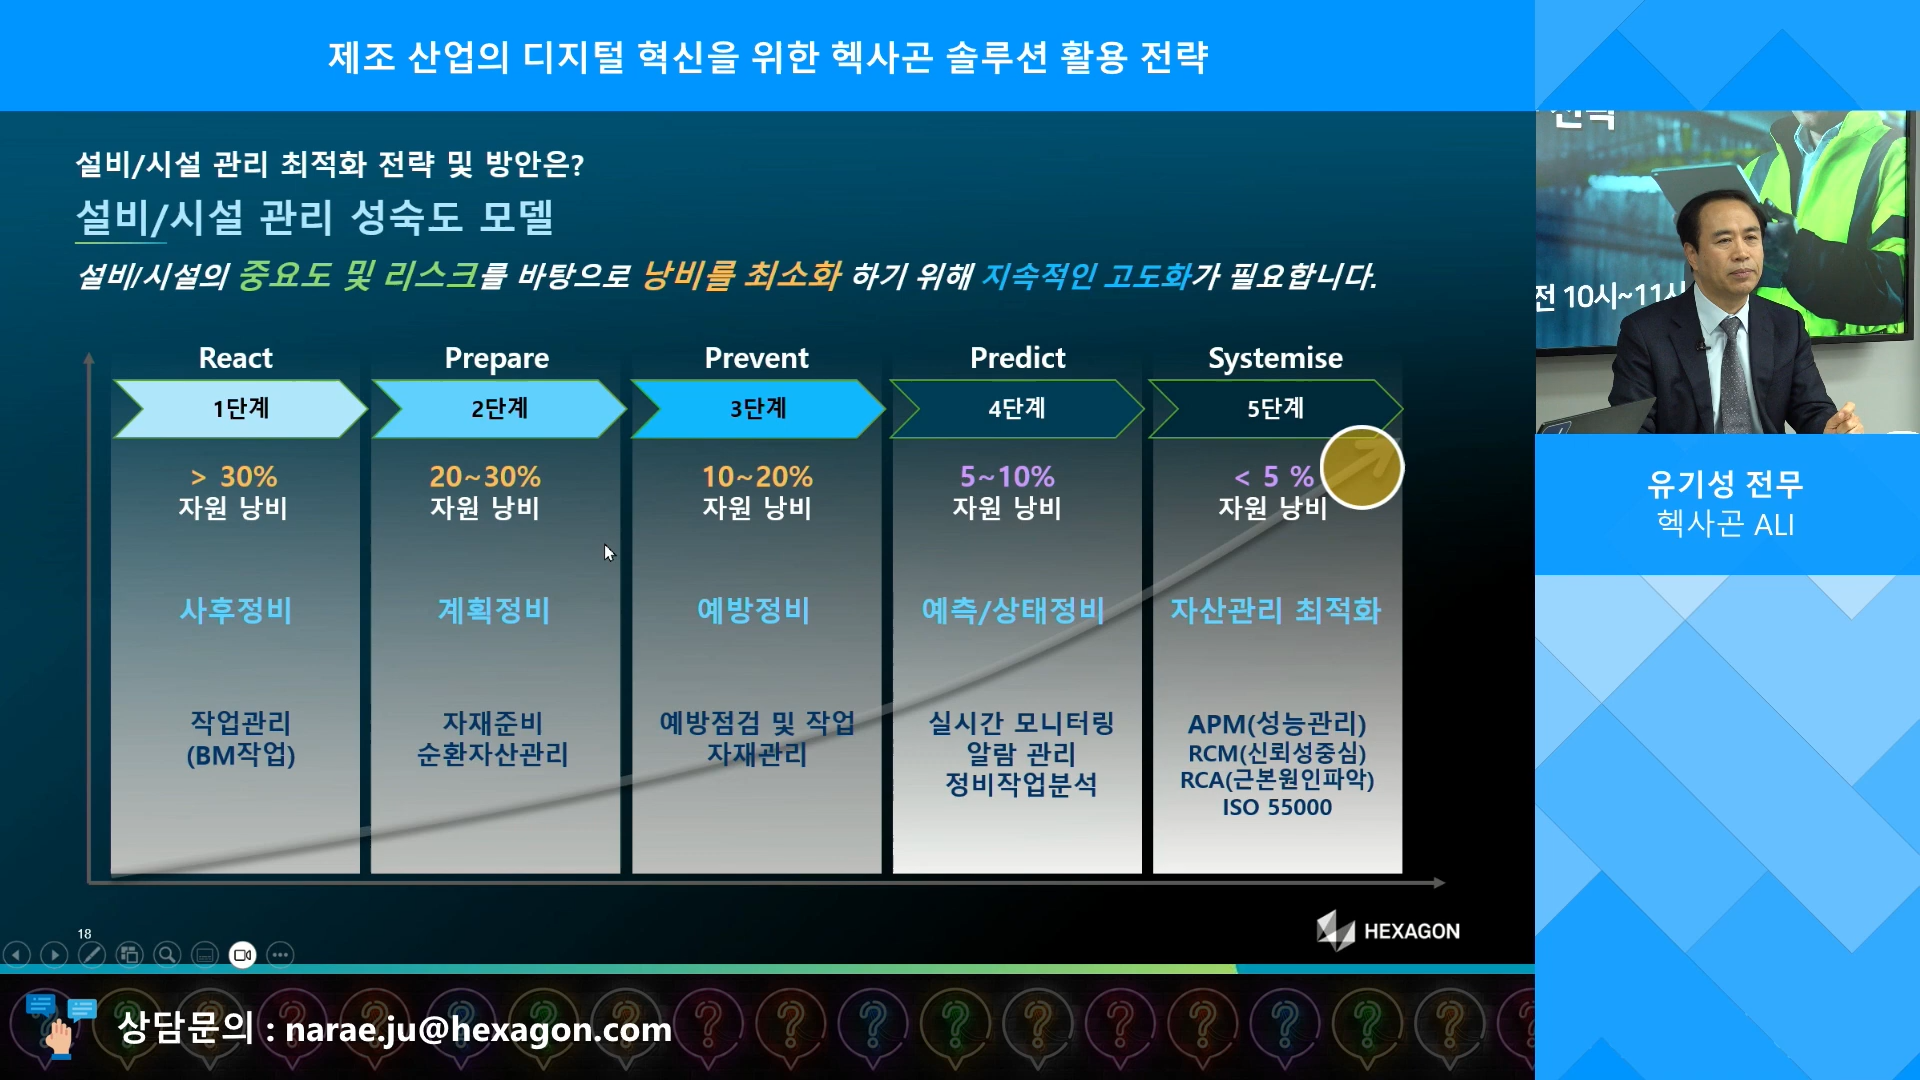 제조 산업의 디지털 혁신을 위한 헥사곤 솔루션 활용 전략
설비/시설 관리 최적화 전략 및 방안은?
설비/시설 관리 성숙도 모델
설비/시설의 중요도 및 리스크를 바탕으로 낭비를 최소화 하기 위해 지속적인 고도화가 필요합니다.
React
Prepare
Prevent
Predict
Systemise
1단계
2단계
3단계
4단계
5단계
> 30%
자원 낭비
20~30%
자원 낭비
10~20%
자원 낭비
5~10%
자원 낭비
< 5 %
자원 낭비
사후정비
계획정비
예방정비
예측/상태정비
자산관리 최적화
작업관리
(BM작업)
자재준비
순환자산관리
예방점검 및 작업
자재관리
실시간 모니터링
알람 관리
정비작업분석
APM(성능관리)
RCM(신뢰성중심)
RCA(근본원인파악)
ISO 55000
18
HEXAGON
전략
전 10시~11시
유기성 전무
헥사곤 ALI
상담문의 : narae.ju@hexagon.com